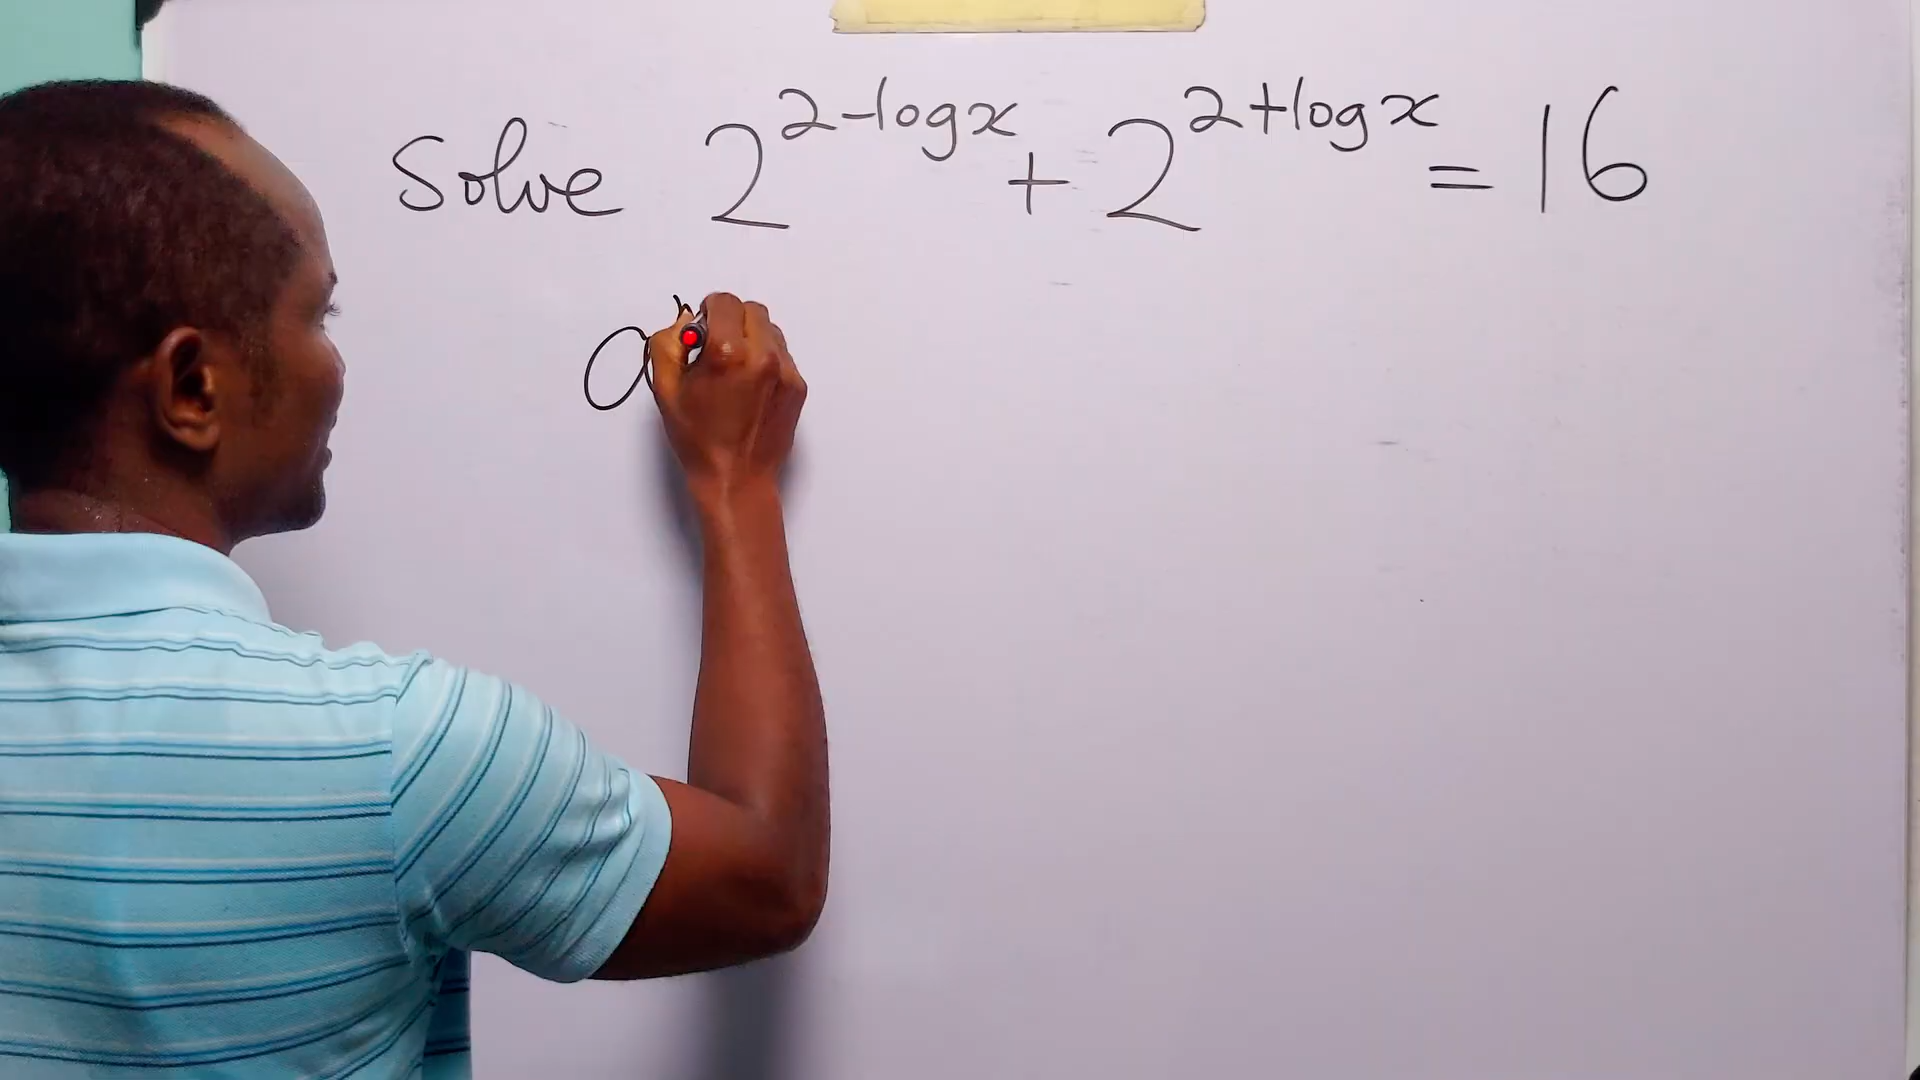 Solve 2^{2-log x} + 2^{2+log x} = 16
a